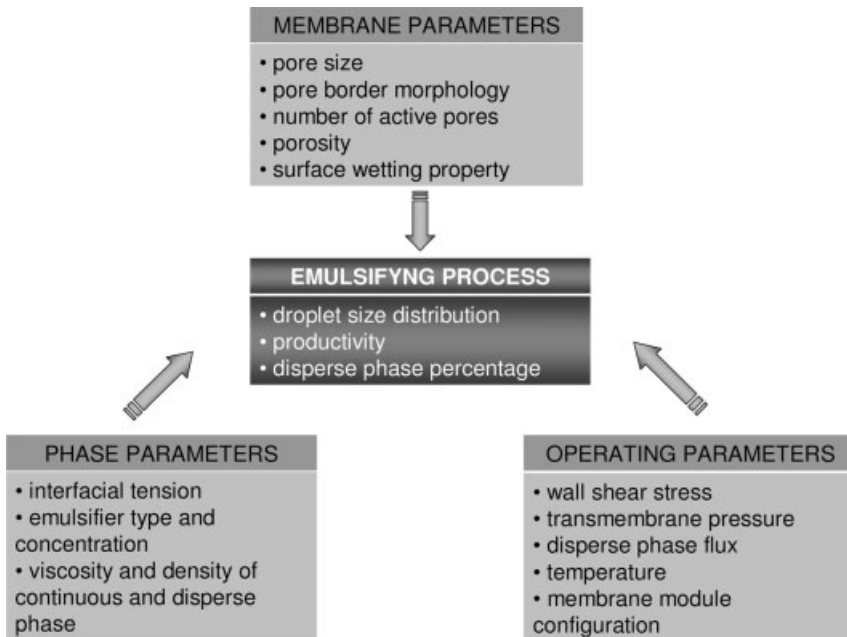 MEMBRANE PARAMETERS
• pore size
• pore border morphology
• number of active pores
• porosity
• surface wetting property
EMULSIFYNG PROCESS
• droplet size distribution
• productivity
• disperse phase percentage
PHASE PARAMETERS
• interfacial tension
• emulsifier type and
concentration
• viscosity and density of
continuous and disperse
phase
OPERATING PARAMETERS
• wall shear stress
• transmembrane pressure
• disperse phase flux
• temperature
• membrane module
configuration